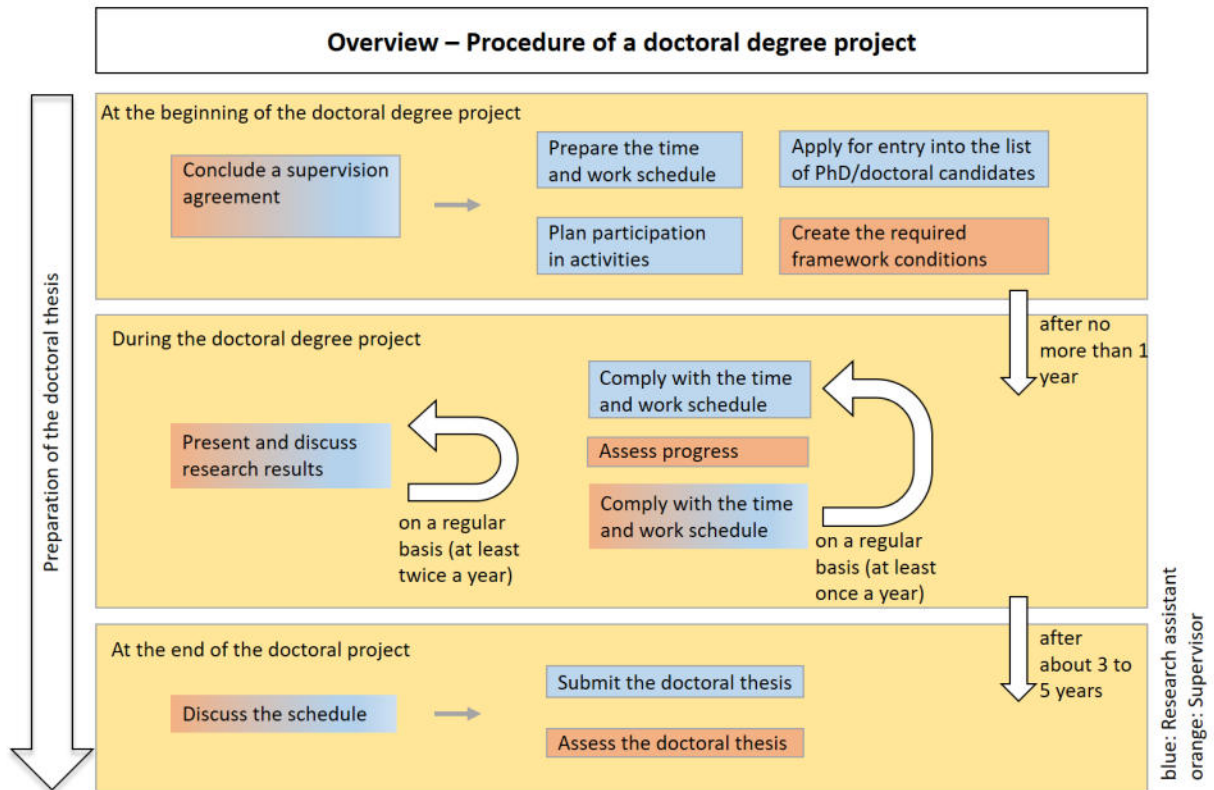 Overview – Procedure of a doctoral degree project
Preparation of the doctoral thesis
At the beginning of the doctoral degree project
Conclude a supervision
agreement
Prepare the time
and work schedule
Apply for entry into the list
of PhD/doctoral candidates
Plan participation
in activities
Create the required
framework conditions
after no
more than 1
year
During the doctoral degree project
Present and discuss
research results
on a regular
basis (at least
twice a year)
Comply with the time
and work schedule
Assess progress
Comply with the time
and work schedule
on a regular
basis (at least
once a year)
after
about 3 to
5 years
At the end of the doctoral project
Discuss the schedule
Submit the doctoral thesis
Assess the doctoral thesis
blue: Research assistant
orange: Supervisor